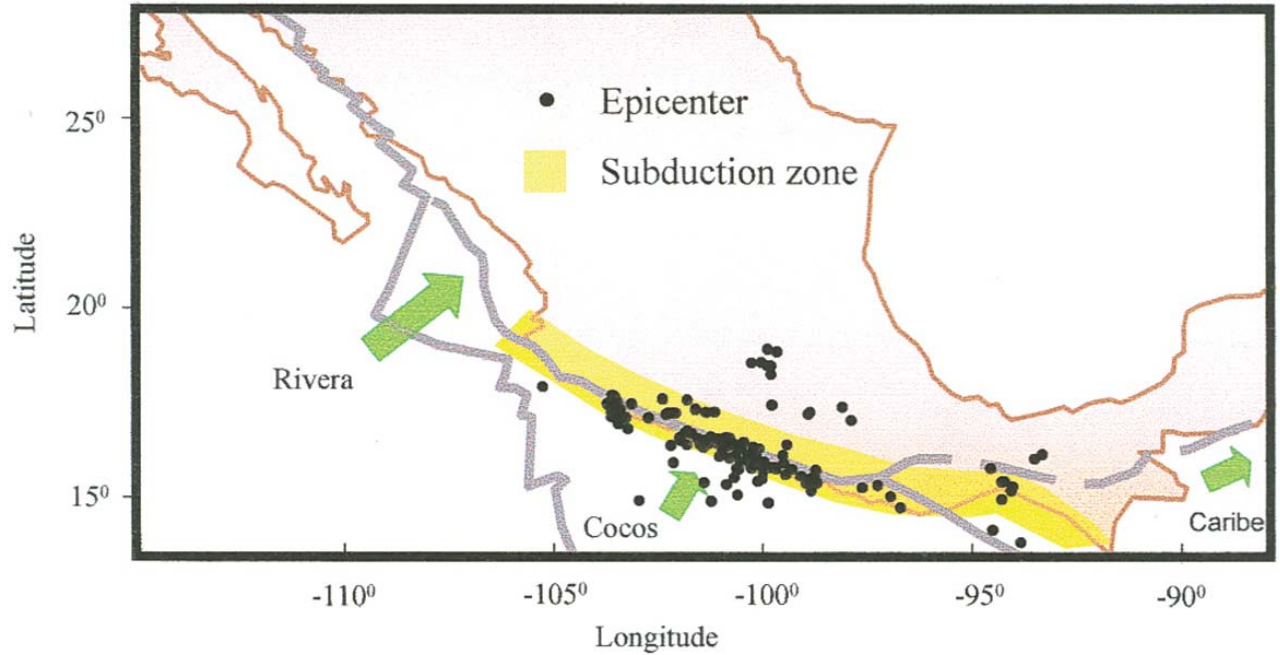 Epicenter
Subduction zone
25⁰
20⁰
15⁰
Latitude
Rivera
Cocos
Caribe
-110⁰
-105⁰
-100⁰
-95⁰
-90⁰
Longitude